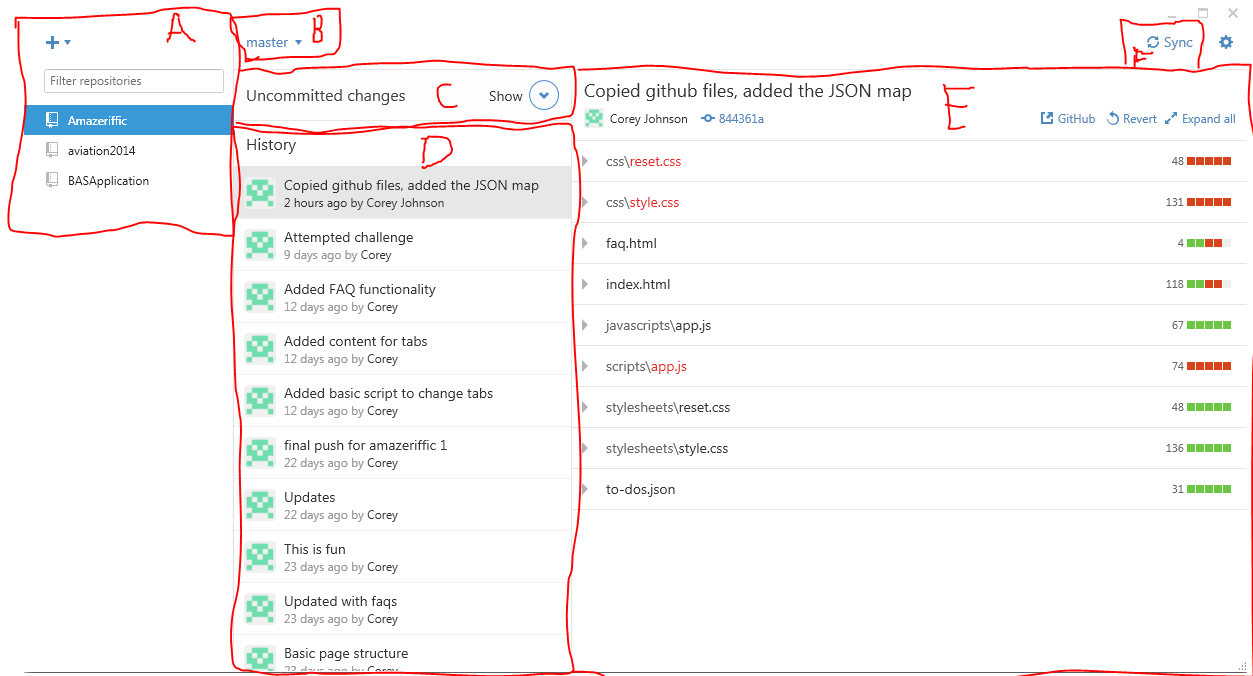 A
B
master
F
Sync
Filter repositories
Amazeriffic
aviation2014
BASApplication
Uncommitted changes
C
Show
D
History
Copied github files, added the JSON map
2 hours ago by Corey Johnson
Attempted challenge
9 days ago by Corey
Added FAQ functionality
12 days ago by Corey
Added content for tabs
12 days ago by Corey
Added basic script to change tabs
12 days ago by Corey
final push for amazeriffic 1
22 days ago by Corey
Updates
22 days ago by Corey
This is fun
23 days ago by Corey
Updated with faqs
23 days ago by Corey
Basic page structure
23 days ago by Corey
Copied github files, added the JSON map
E
Corey Johnson 844361a
GitHub Revert Expand all
css\reset.css 48
css\style.css 131
faq.html 4
index.html 118
javascripts\app.js 67
scripts\app.js 74
stylesheets\reset.css 48
stylesheets\style.css 136
to-dos.json 31